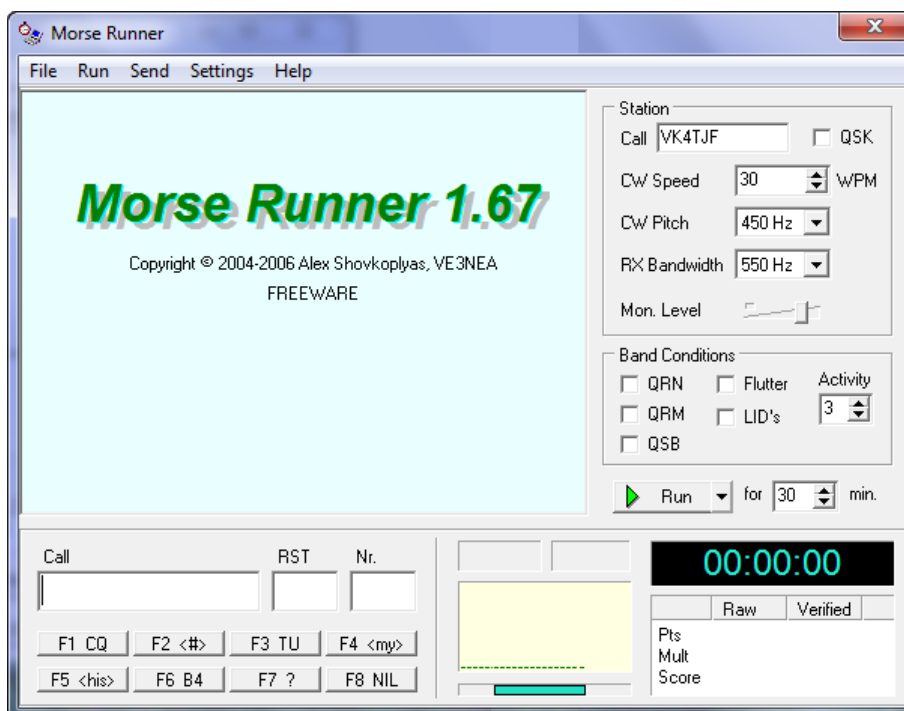 Morse Runner
File Run Send Settings Help
Morse Runner 1.67
Copyright © 2004-2006 Alex Shovkoplyas, VE3NEA
FREEWARE
Station
Call VK4TJF QSK
CW Speed 30 WPM
CW Pitch 450 Hz
RX Bandwidth 550 Hz
Mon. Level
Band Conditions
QRN Flutter Activity
QRM LID's 3
QSB
Run for 30 min.
Call RST Nr.
F1 CQ F2 <#> F3 TU F4 <my>
F5 <his> F6 B4 F7 ? F8 NIL
00:00:00
Raw Verified
Pts
Mult
Score